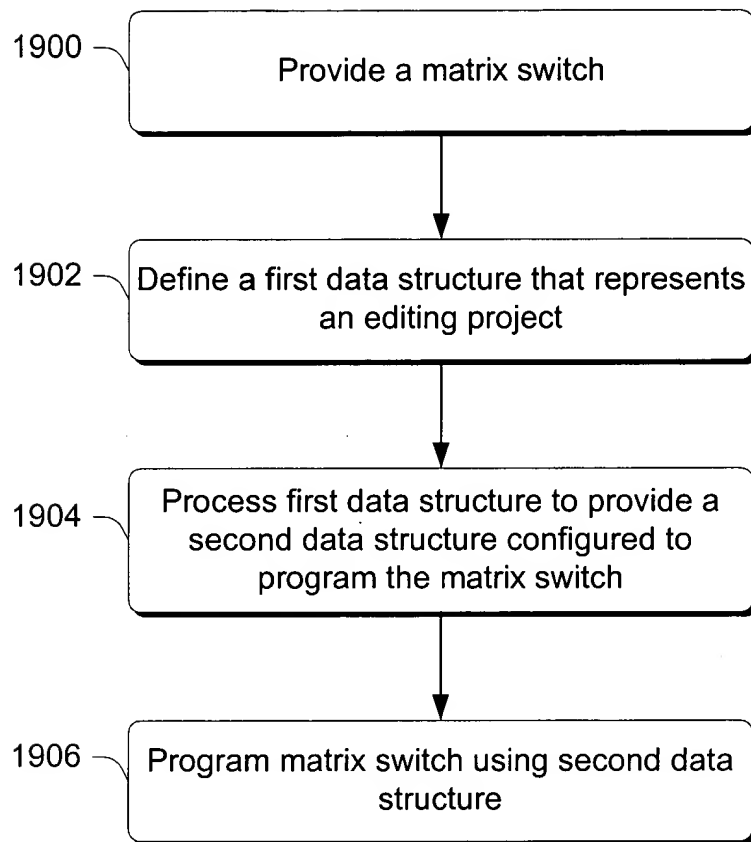 1900
Provide a matrix switch
1902
Define a first data structure that represents
an editing project
1904
Process first data structure to provide a
second data structure configured to
program the matrix switch
1906
Program matrix switch using second data
structure